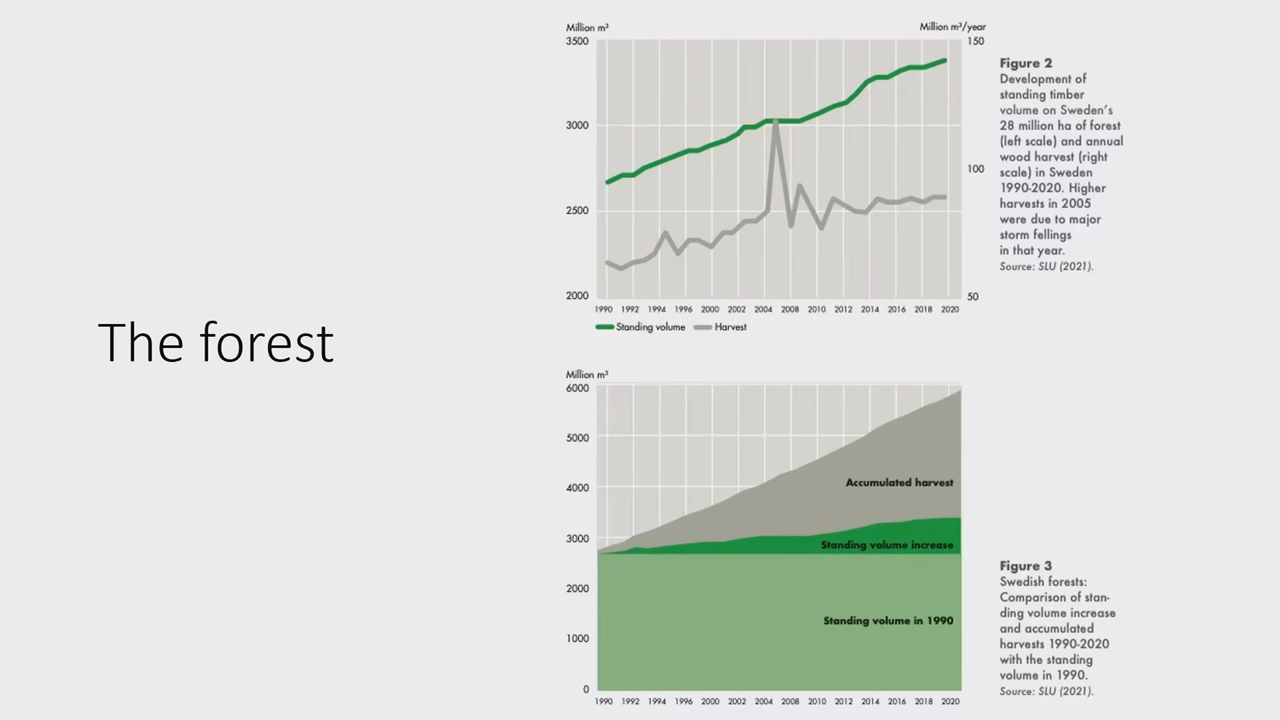 The forest
Million m³
Million m³/year
3500
3000
2500
2000
150
100
50
1990 1992 1994 1996 2000 2002 2004 2008 2010 2012 2014 2016 2018 2020
Standing volume
Harvest
Figure 2
Development of
standing timber
volume on Sweden's
28 million ha of forest
(left scale) and annual
wood harvest (right
scale) in Sweden
1990-2020. Higher
harvests in 2005
were due to major
storm fellings
in that year.
Source: SLU (2021).
Million m³
6000
5000
4000
3000
2000
1000
0
Accumulated harvest
Standing volume increase
Standing volume in 1990
1990 1992 1994 1996 2000 2002 2004 2008 2010 2012 2014 2016 2018 2020
Figure 3
Swedish forests:
Comparison of stan-
ding volume increase
and accumulated
harvests 1990-2020
with the standing
volume in 1990.
Source: SLU (2021).